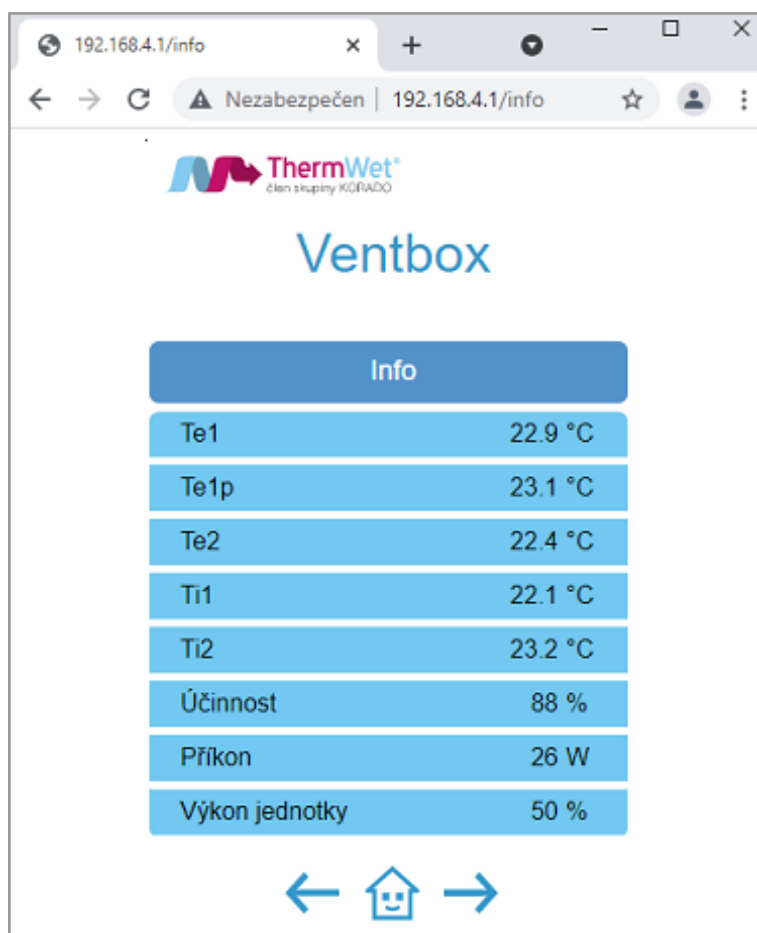 192.168.4.1/info
Nezabezpečen | 192.168.4.1/info
ThermWet®
člen skupiny KORADO
Ventbox
Info
Te1 22.9 °C
Te1p 23.1 °C
Te2 22.4 °C
Ti1 22.1 °C
Ti2 23.2 °C
Účinnost 88 %
Příkon 26 W
Výkon jednotky 50 %